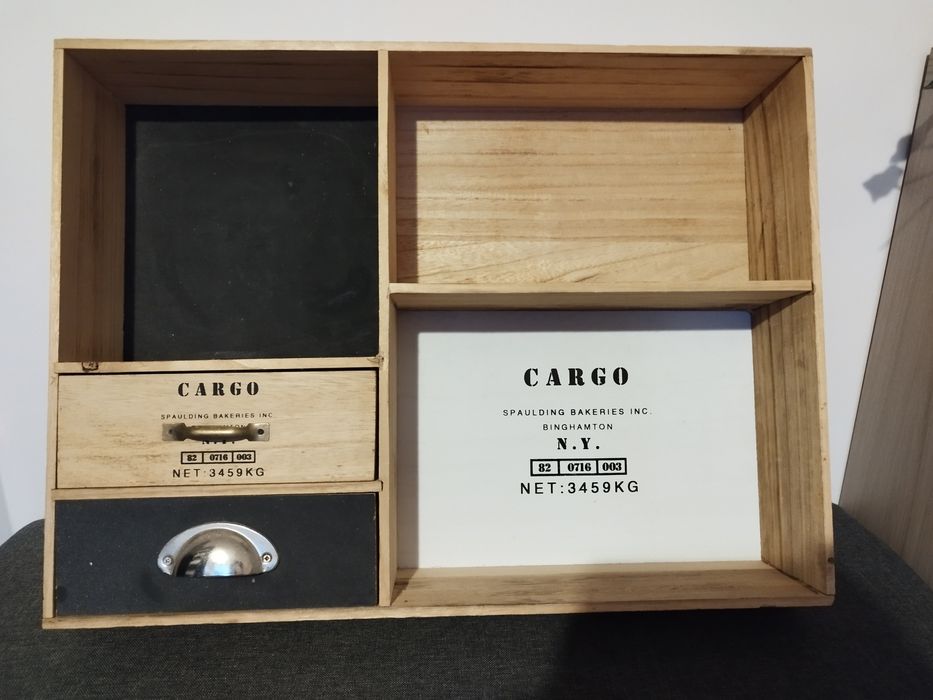 CARGO
SPAULDING BAKERIES INC
N.Y.
82 0716 003
NET:3459KG
CARGO
SPAULDING BAKERIES INC.
BINGHAMTON
N.Y.
82 0716 003
NET:3459KG